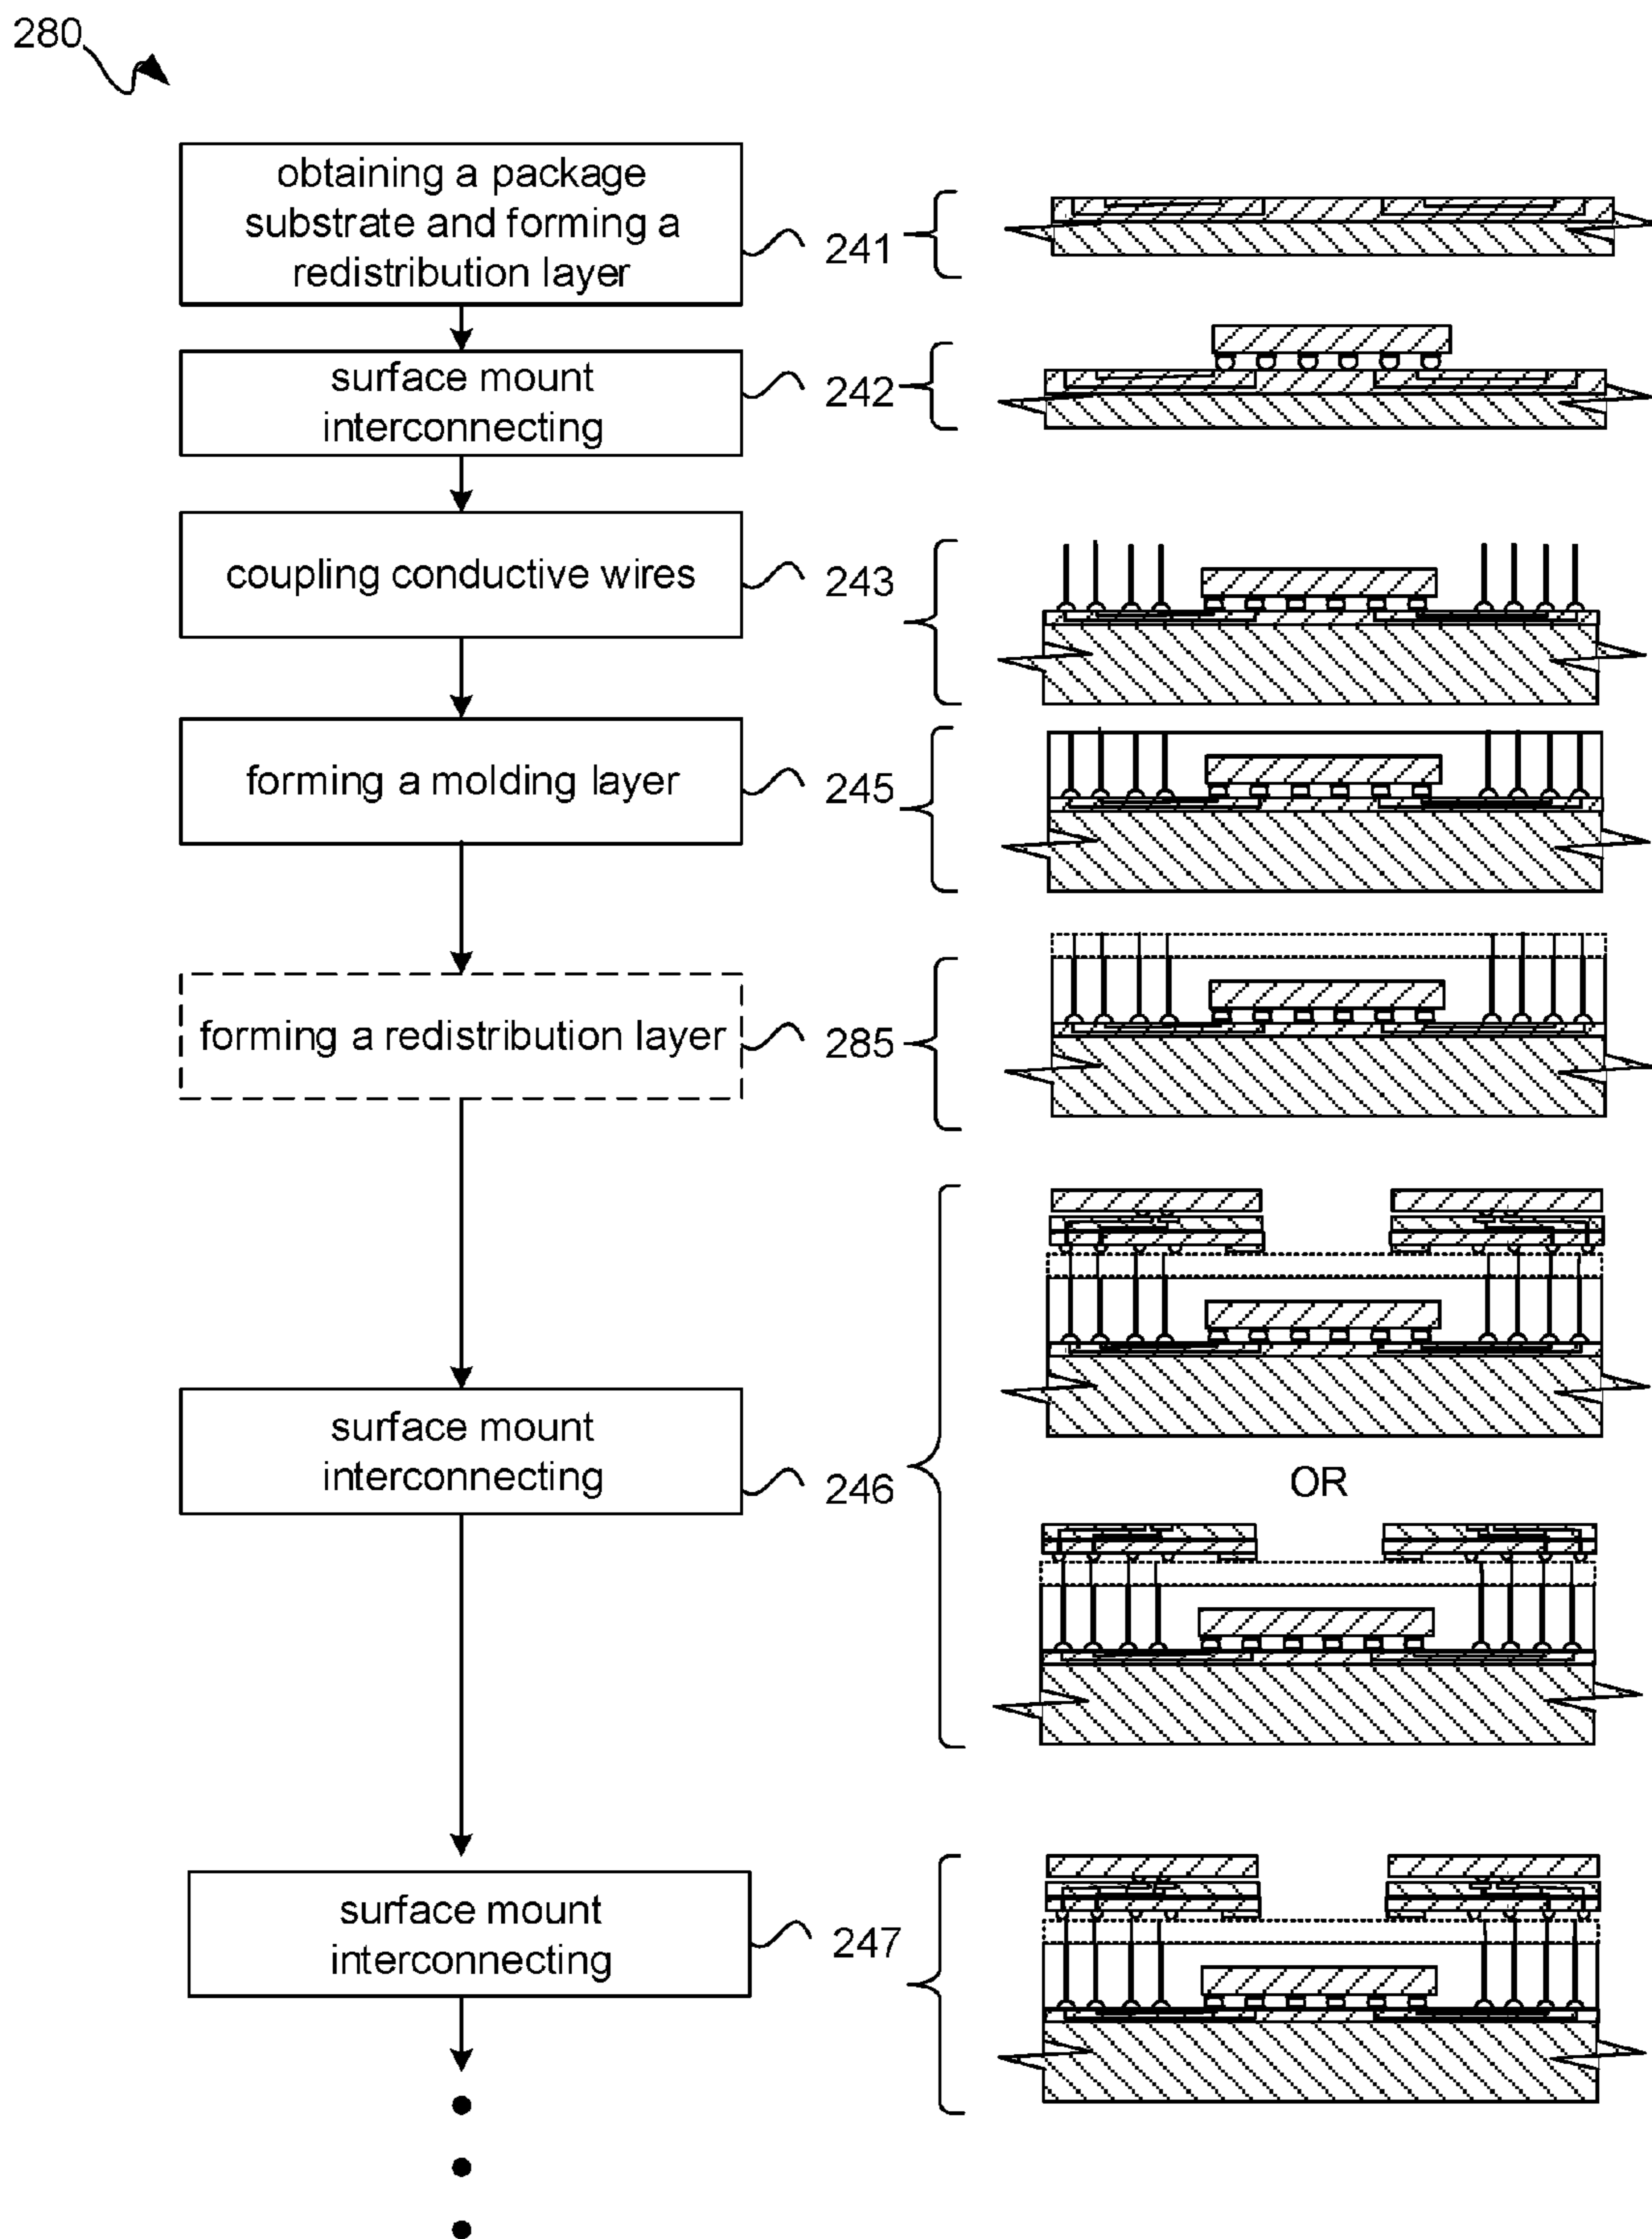 280
obtaining a package
substrate and forming a
redistribution layer
241
surface mount
interconnecting
242
coupling conductive wires
243
forming a molding layer
245
forming a redistribution layer
285
surface mount
interconnecting
246
OR
surface mount
interconnecting
247